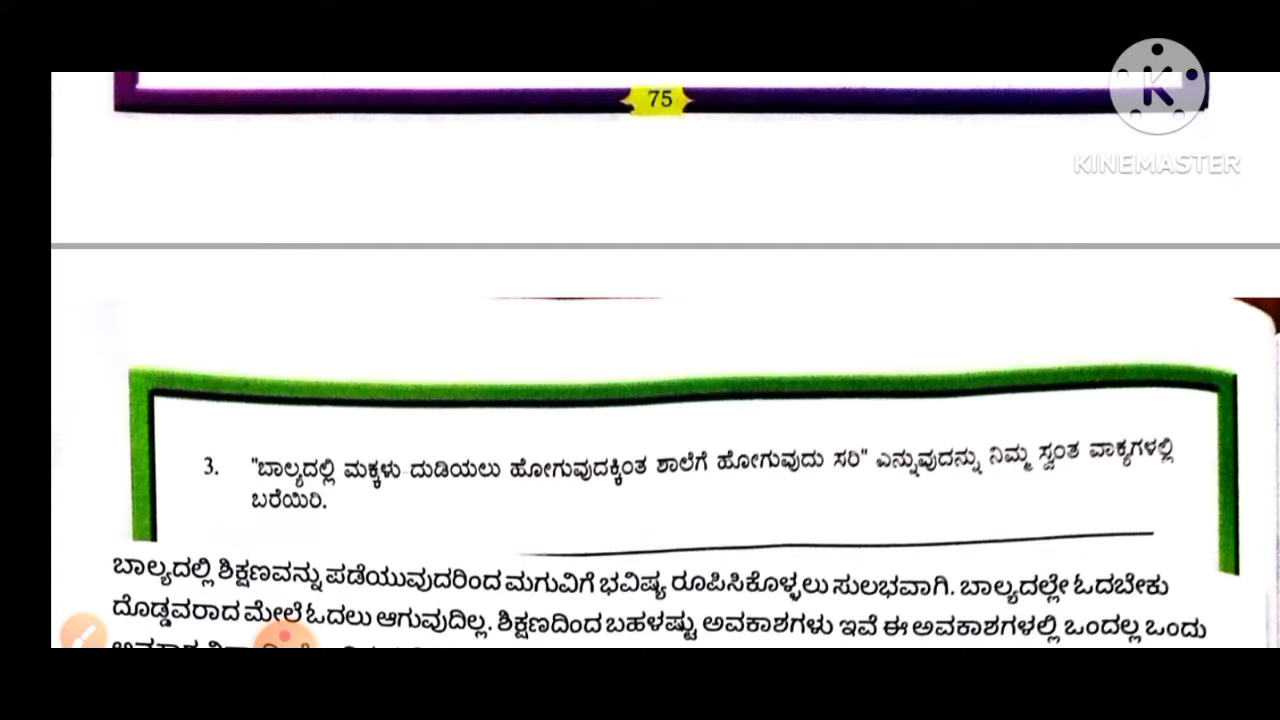 75
K
KINEMASTER
3. "ಬಾಲ್ಯದಲ್ಲಿ ಮಕ್ಕಳು ದುಡಿಯಲು ಹೋಗುವುದಕ್ಕಿಂತ ಶಾಲೆಗೆ ಹೋಗುವುದು ಸರಿ" ಎನ್ನುವುದನ್ನು ನಿಮ್ಮ ಸ್ವಂತ ವಾಕ್ಯಗಳಲ್ಲಿ
ಬರೆಯಿರಿ.
ಬಾಲ್ಯದಲ್ಲಿ ಶಿಕ್ಷಣವನ್ನು ಪಡೆಯುವುದರಿಂದ ಮಗುವಿಗೆ ಭವಿಷ್ಯ ರೂಪಿಸಿಕೊಳ್ಳಲು ಸುಲಭವಾಗಿ. ಬಾಲ್ಯದಲ್ಲೇ ಓದಬೇಕು
ದೊಡ್ಡವರಾದ ಮೇಲೆ ಓದಲು ಆಗುವುದಿಲ್ಲ. ಶಿಕ್ಷಣದಿಂದ ಬಹಳಷ್ಟು ಅವಕಾಶಗಳು ಇವೆ ಈ ಅವಕಾಶಗಳಲ್ಲಿ ಒಂದಲ್ಲ ಒಂದು